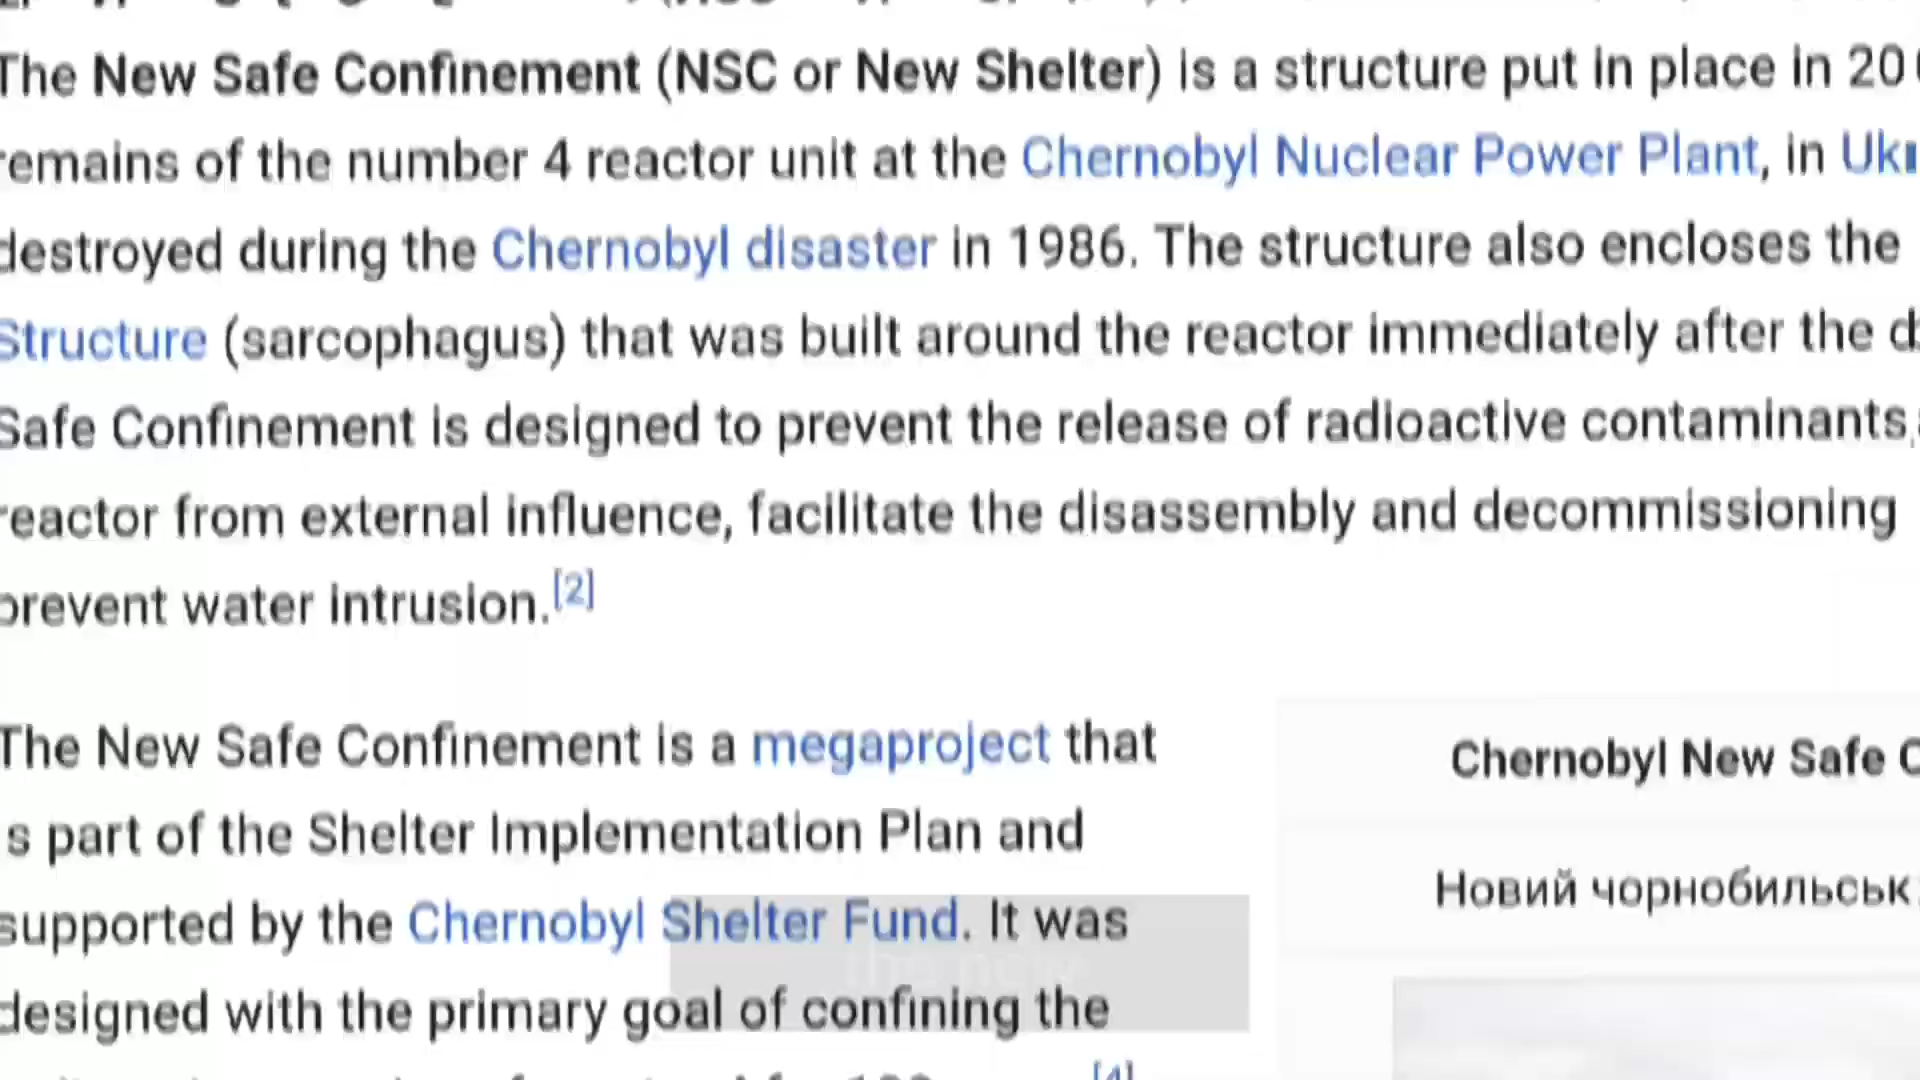 The New Safe Confinement (NSC or New Shelter) is a structure put in place in 20
remains of the number 4 reactor unit at the Chernobyl Nuclear Power Plant, in
destroyed during the Chernobyl disaster in 1986. The structure also encloses the
Structure (sarcophagus) that was built around the reactor immediately after the
Safe Confinement is designed to prevent the release of radioactive contaminants,
reactor from external influence, facilitate the disassembly and decommissioning
prevent water intrusion.[2]
The New Safe Confinement is a megaproject that
is part of the Shelter Implementation Plan and
supported by the Chernobyl Shelter Fund. It was
designed with the primary goal of confining the
[4]
Chernobyl New Safe
Новий